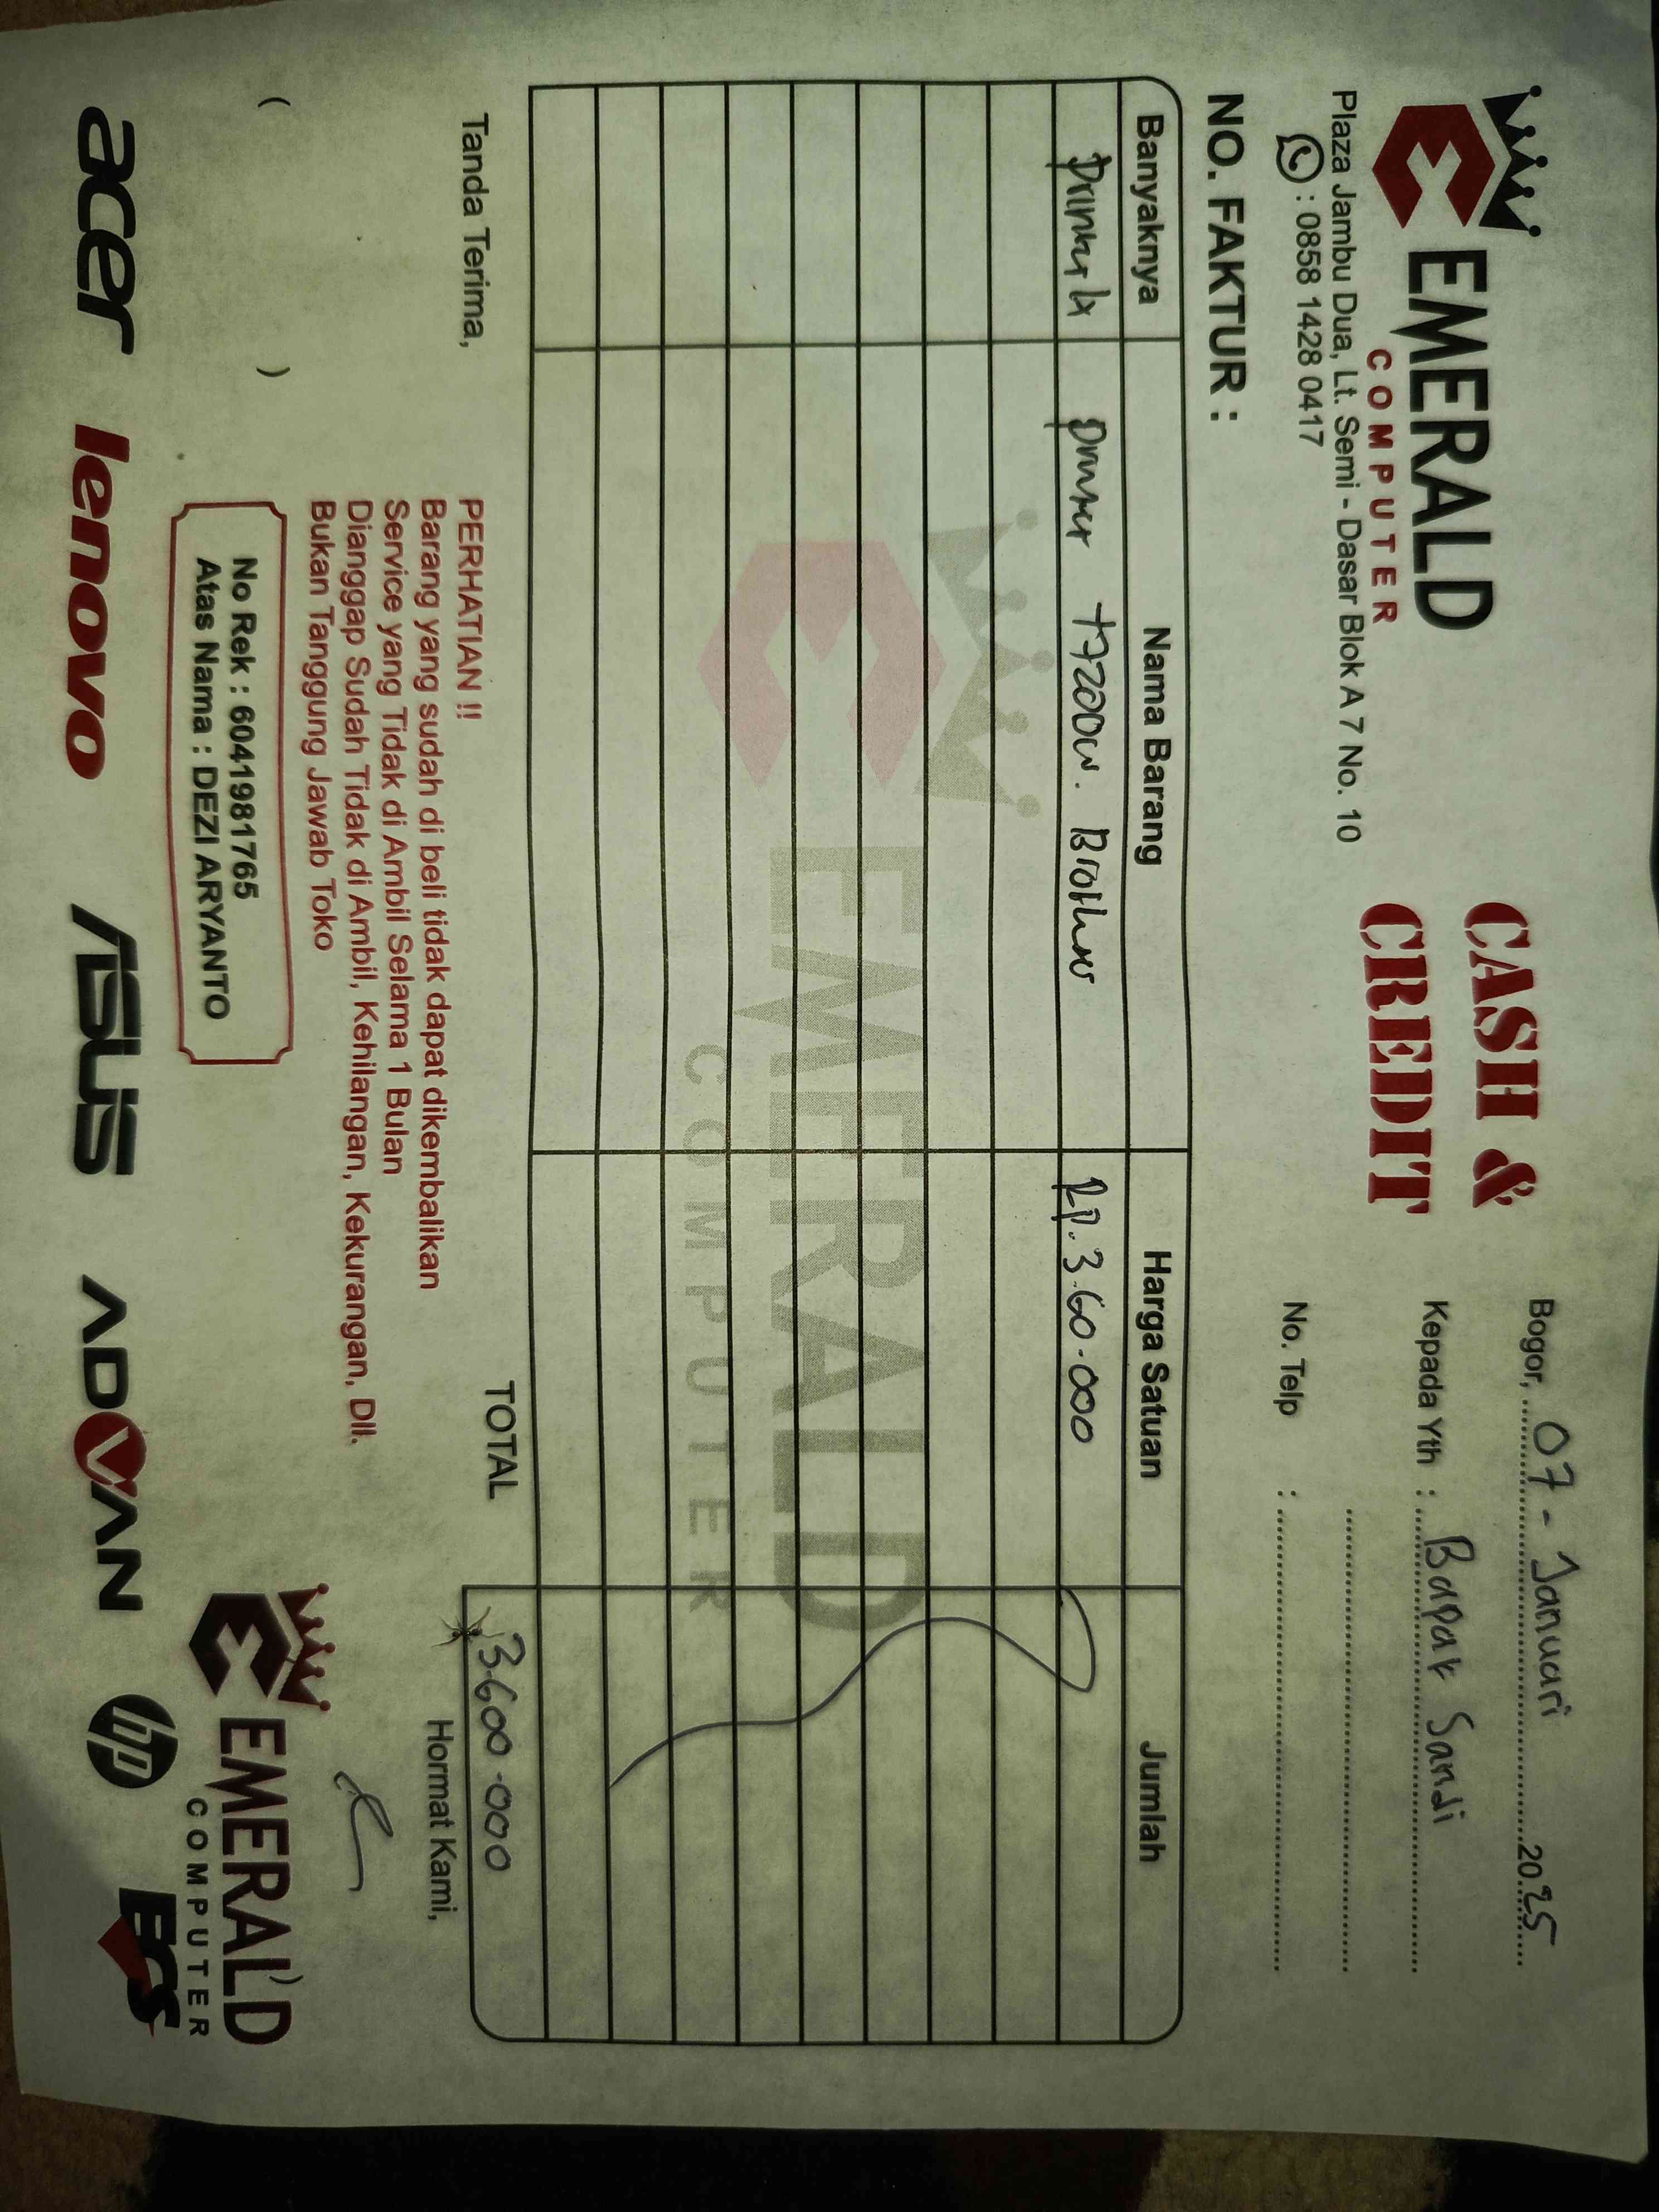 EMERALD
COMPUTER
Plaza Jambu Dua, Lt. Semi - Dasar Blok A 7 No. 10
: 0858 1428 0417
CASH &
CREDIT
Bogor, 07 - Januari 2025
Kepada Yth : Bapak Sandi
No. Telp :
NO. FAKTUR :
Banyaknya Nama Barang Harga Satuan Jumlah
Printer T720DW. Brother Rp. 3.60.000
EMERALD
COMPUTER
TOTAL 3.600.000
Tanda Terima,
( )
PERHATIAN !!
Barang yang sudah di beli tidak dapat dikembalikan
Service yang Tidak di Ambil Selama 1 Bulan
Dianggap Sudah Tidak di Ambil, Kehilangan, Kekurangan, Dll.
Bukan Tanggung Jawab Toko
No Rek : 6041981765
Atas Nama : DEZI ARYANTO
Hormat Kami,
EMERALD
COMPUTER
acer lenovo ASUS ADVAN hp ECS